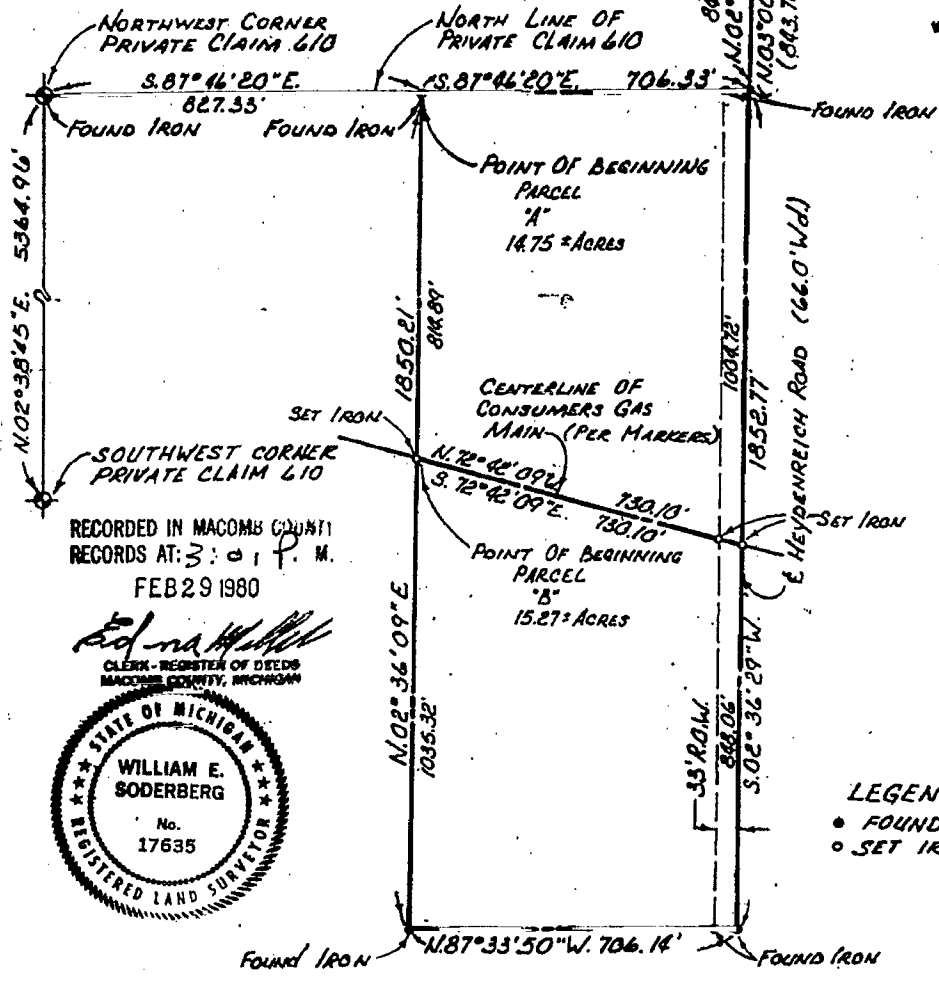 NORTHWEST CORNER
PRIVATE CLAIM 610
NORTH LINE OF
PRIVATE CLAIM 610
N.02°
N.03°00'
(843.7
S.87°46'20"E.
827.33'
S.87°46'20"E. 706.33'
FOUND IRON
FOUND IRON
FOUND IRON
POINT OF BEGINNING
PARCEL
"A"
14.75 ± ACRES
N.02°38'45"E. 5364.96'
1850.21'
814.89'
1004.72'
1852.77'
℄ HEYDENREICH ROAD (66.0' Wd.)
CENTERLINE OF
CONSUMERS GAS
MAIN (PER MARKERS)
SET IRON
N.72°42'09"W. 730.10'
S.72°42'09"E. 730.10'
SET IRON
SOUTHWEST CORNER
PRIVATE CLAIM 610
POINT OF BEGINNING
PARCEL
"B"
15.27 ± ACRES
RECORDED IN MACOMB COUNTY
RECORDS AT: 3:01 P. M.
FEB 29 1980
CLERK - REGISTER OF DEEDS
MACOMB COUNTY, MICHIGAN
STATE OF MICHIGAN
WILLIAM E.
SODERBERG
No.
17635
REGISTERED LAND SURVEYOR
N.02°36'09"E
1035.32'
33' R.O.W.
848.06'
S.02°36'29"W.
LEGEN
● FOUND
○ SET IR
FOUND IRON
N.87°33'50"W. 706.14'
FOUND IRON